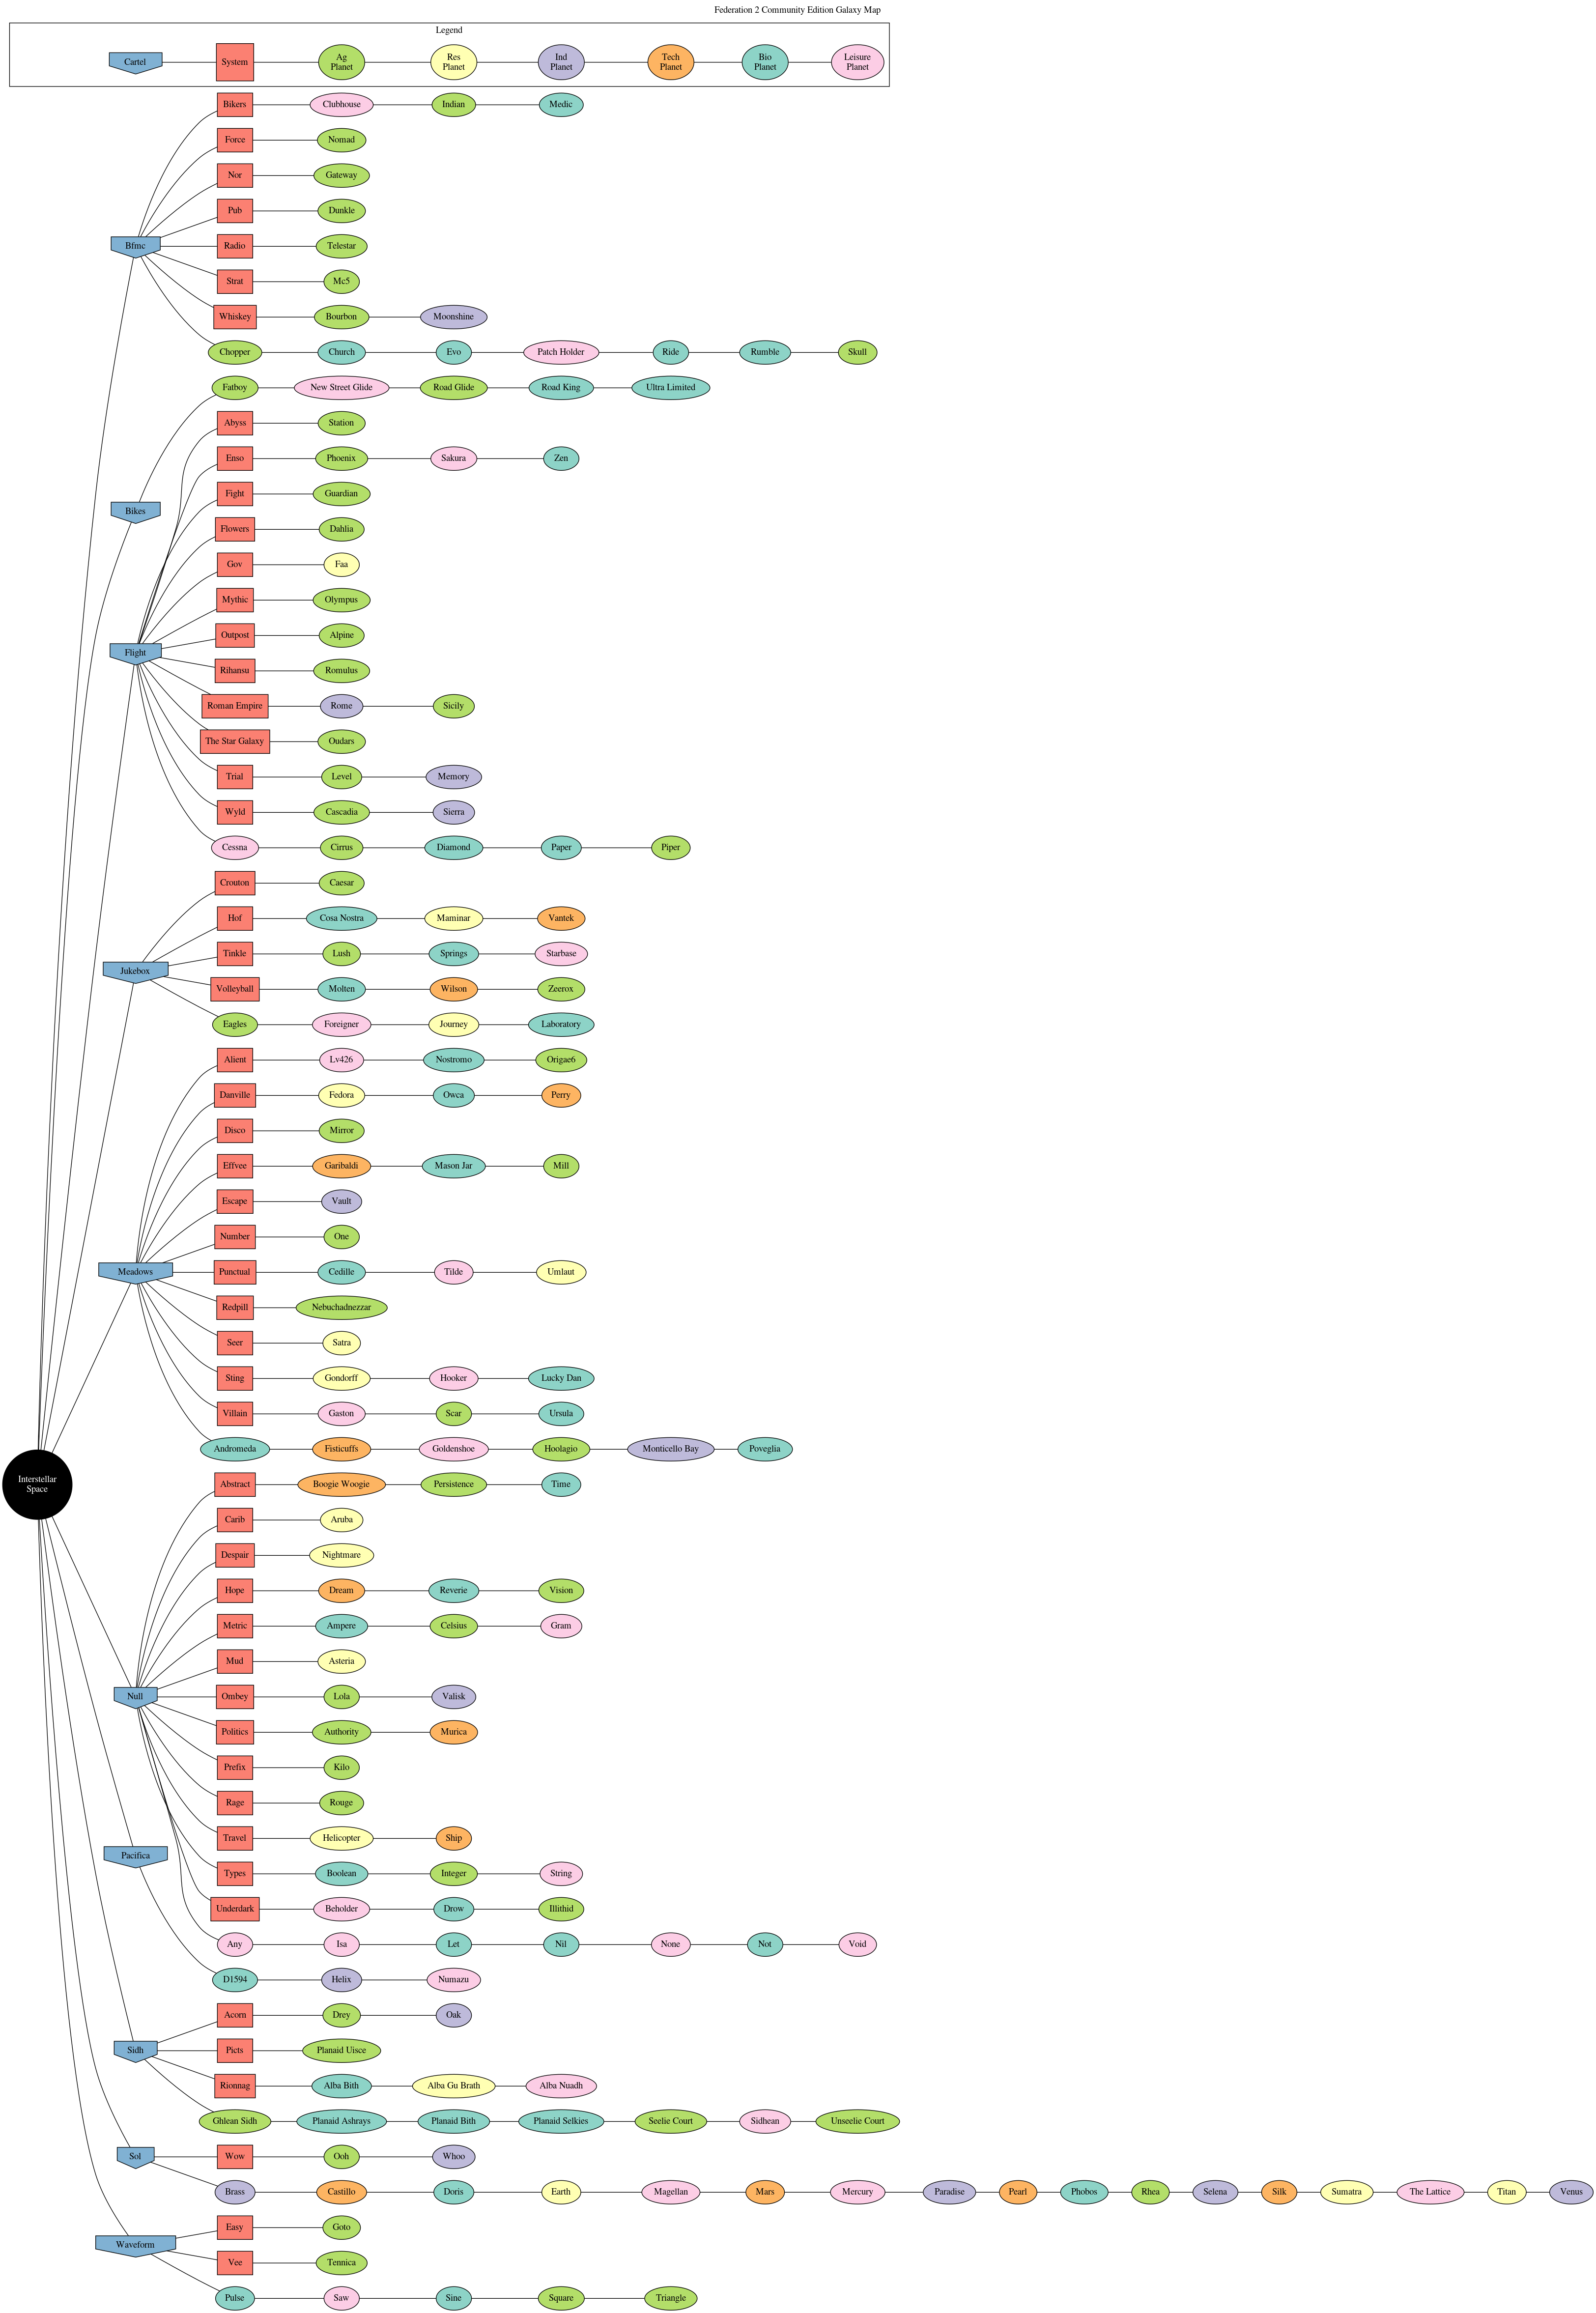 Federation 2 Community Edition Galaxy Map
Legend
Cartel System Ag Planet Res Planet Ind Planet Tech Planet Bio Planet Leisure Planet
Bikers Clubhouse Indian Medic
Force Nomad
Nor Gateway
Pub Dunkle
Bfmc Radio Telestar
Strat Mc5
Whiskey Bourbon Moonshine
Chopper Church Evo Patch Holder Ride Rumble Skull
Fatboy New Street Glide Road Glide Road King Ultra Limited
Abyss Station
Enso Phoenix Sakura Zen
Fight Guardian
Bikes
Flowers Dahlia
Gov Faa
Mythic Olympus
Outpost Alpine
Flight
Rihansu Romulus
Roman Empire Rome Sicily
The Star Galaxy Oudars
Trial Level Memory
Wyld Cascadia Sierra
Cessna Cirrus Diamond Paper Piper
Crouton Caesar
Hof Cosa Nostra Maminar Vantek
Tinkle Lush Springs Starbase
Jukebox
Volleyball Molten Wilson Zeerox
Eagles Foreigner Journey Laboratory
Alient Lv426 Nostromo Origae6
Danville Fedora Owca Perry
Disco Mirror
Effvee Garibaldi Mason Jar Mill
Escape Vault
Number One
Meadows Punctual Cedille Tilde Umlaut
Redpill Nebuchadnezzar
Seer Satra
Sting Gondorff Hooker Lucky Dan
Villain Gaston Scar Ursula
Andromeda Fisticuffs Goldenshoe Hoolagio Monticello Bay Poveglia
Interstellar
Space
Abstract Boogie Woogie Persistence Time
Carib Aruba
Despair Nightmare
Hope Dream Reverie Vision
Metric Ampere Celsius Gram
Mud Asteria
Null Ombey Lola Valisk
Politics Authority Murica
Prefix Kilo
Rage Rouge
Travel Helicopter Ship
Pacifica
Types Boolean Integer String
Underdark Beholder Drow Illithid
Any Isa Let Nil None Not Void
D1594 Helix Numazu
Acorn Drey Oak
Sidh Picts Planaid Uisce
Rionnag Alba Bith Alba Gu Brath Alba Nuadh
Ghlean Sidh Planaid Ashrays Planaid Bith Planaid Selkies Seelie Court Sidhean Unseelie Court
Sol Wow Ooh Whoo
Brass Castillo Doris Earth Magellan Mars Mercury Paradise Pearl Phobos Rhea Selena Silk Sumatra The Lattice Titan Venus
Easy Goto
Waveform
Vee Tennica
Pulse Saw Sine Square Triangle